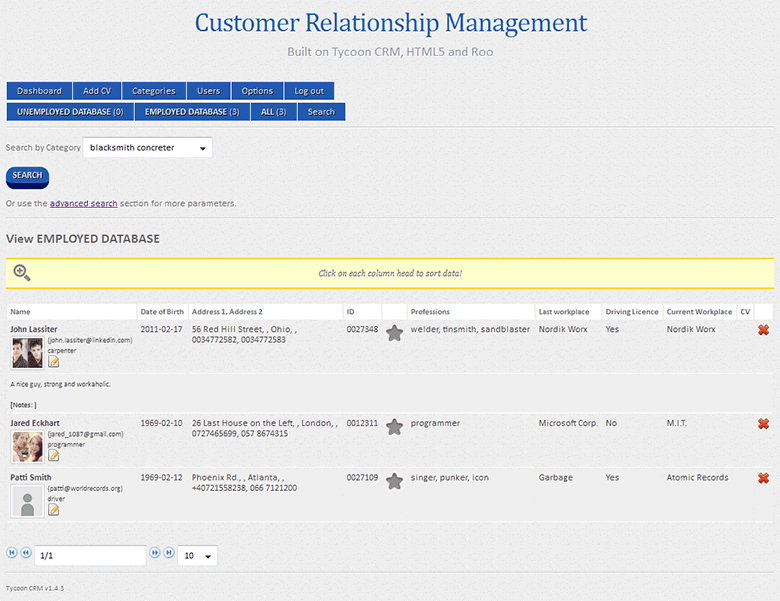 Customer Relationship Management
Built on Tycoon CRM, HTML5 and Roo
Dashboard Add CV Categories Users Options Log out
UNEMPLOYED DATABASE (0) EMPLOYED DATABASE (3) ALL (3) Search
Search by Category blacksmith concreter
SEARCH
Or use the advanced search section for more parameters.
View EMPLOYED DATABASE
Click on each column head to sort data!
Name Date of Birth Address 1, Address 2 ID Professions Last workplace Driving Licence Current Workplace CV
John Lassiter 2011-02-17 56 Red Hill Street, , Ohio, , 0027348 welder, tinsmith, sandblaster Nordik Worx Yes Nordik Worx
(john.lassiter@linkedin.com) 0034772582, 0034772583
carpenter
A nice guy, strong and workaholic.
[Notes: ]
Jared Eckhart 1969-02-10 26 Last House on the Left, , London, , 0012311 programmer Microsoft Corp. No M.I.T.
(jared_1087@gmail.com) 0727465699, 057 8674315
programmer
Patti Smith 1969-02-12 Phoenix Rd., , Atlanta, , 0027109 singer, punker, icon Garbage Yes Atomic Records
(patti@worldrecords.org) +40721558238, 066 7121200
driver
1/1 10
Tycoon CRM v1.4.3